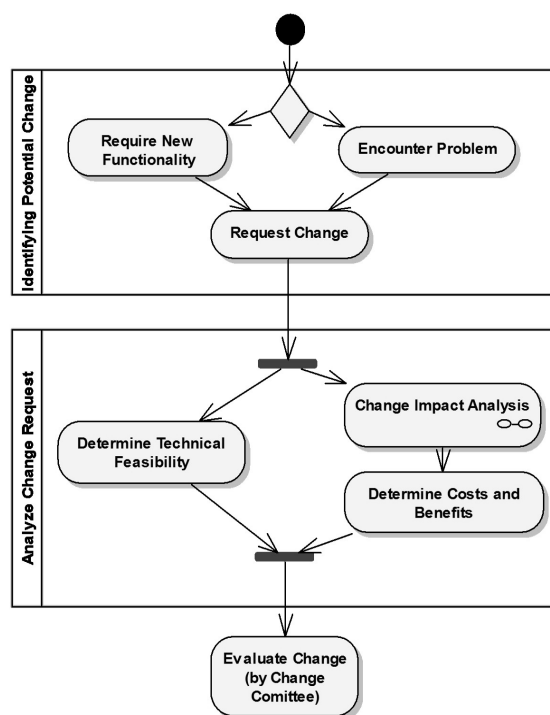 Identifying Potential Change
Require New
Functionality
Encounter Problem
Request Change
Analyze Change Request
Change Impact Analysis
Determine Technical
Feasibility
Determine Costs and
Benefits
Evaluate Change
(by Change
Comittee)